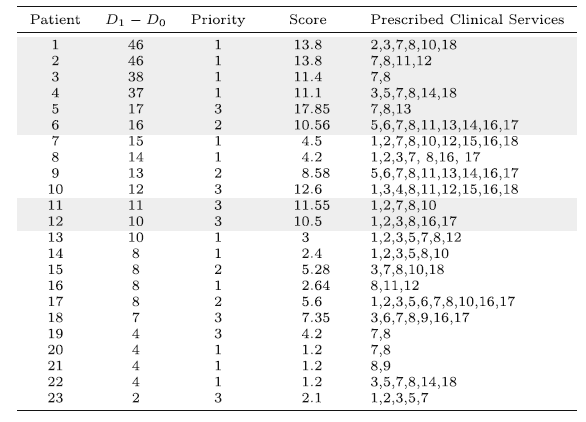 Patient D1 − D0 Priority Score Prescribed Clinical Services
1 46 1 13.8 2,3,7,8,10,18
2 46 1 13.8 7,8,11,12
3 38 1 11.4 7,8
4 37 1 11.1 3,5,7,8,14,18
5 17 3 17.85 7,8,13
6 16 2 10.56 5,6,7,8,11,13,14,16,17
7 15 1 4.5 1,2,7,8,10,12,15,16,18
8 14 1 4.2 1,2,3,7, 8,16, 17
9 13 2 8.58 5,6,7,8,11,13,14,16,17
10 12 3 12.6 1,3,4,8,11,12,15,16,18
11 11 3 11.55 1,2,7,8,10
12 10 3 10.5 1,2,3,8,16,17
13 10 1 3 1,2,3,5,7,8,12
14 8 1 2.4 1,2,3,5,8,10
15 8 2 5.28 3,7,8,10,18
16 8 1 2.64 8,11,12
17 8 2 5.6 1,2,3,5,6,7,8,10,16,17
18 7 3 7.35 3,6,7,8,9,16,17
19 4 3 4.2 7,8
20 4 1 1.2 7,8
21 4 1 1.2 8,9
22 4 1 1.2 3,5,7,8,14,18
23 2 3 2.1 1,2,3,5,7